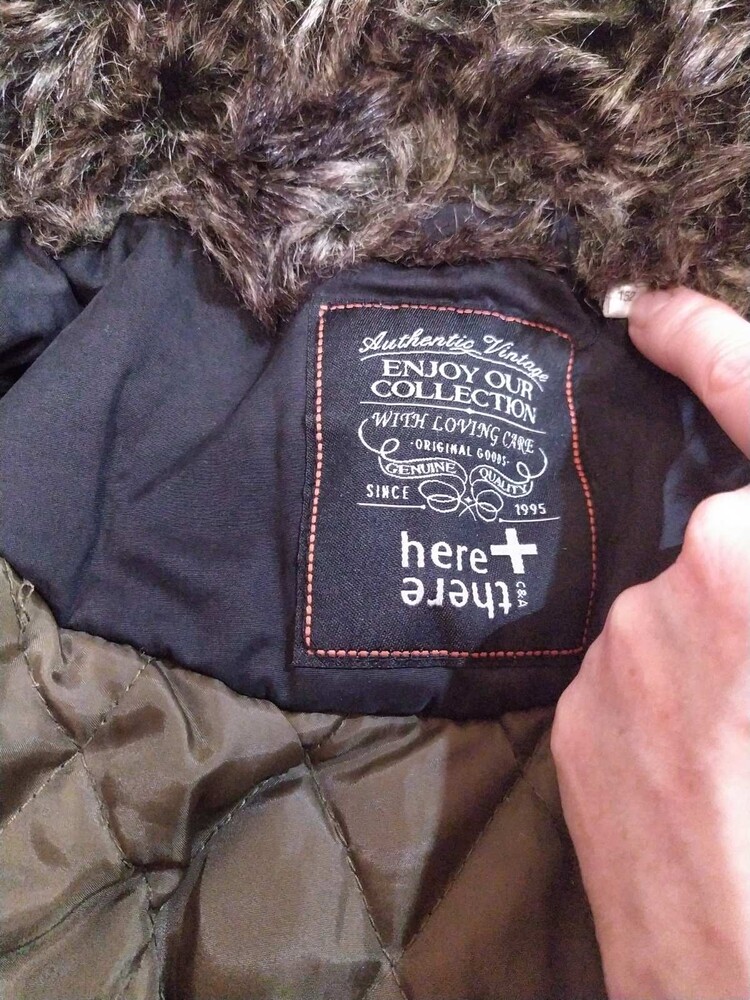 Authentic Vintage
ENJOY OUR
COLLECTION
WITH LOVING CARE
·ORIGINAL GOODS·
GENUINE QUALITY
SINCE 1995
here
there
C&A